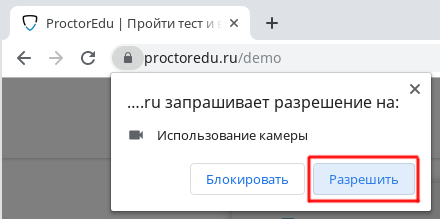 ProctorEdu | Пройти тест и
proctoredu.ru/demo
....ru запрашивает разрешение на:
Использование камеры
Блокировать
Разрешить